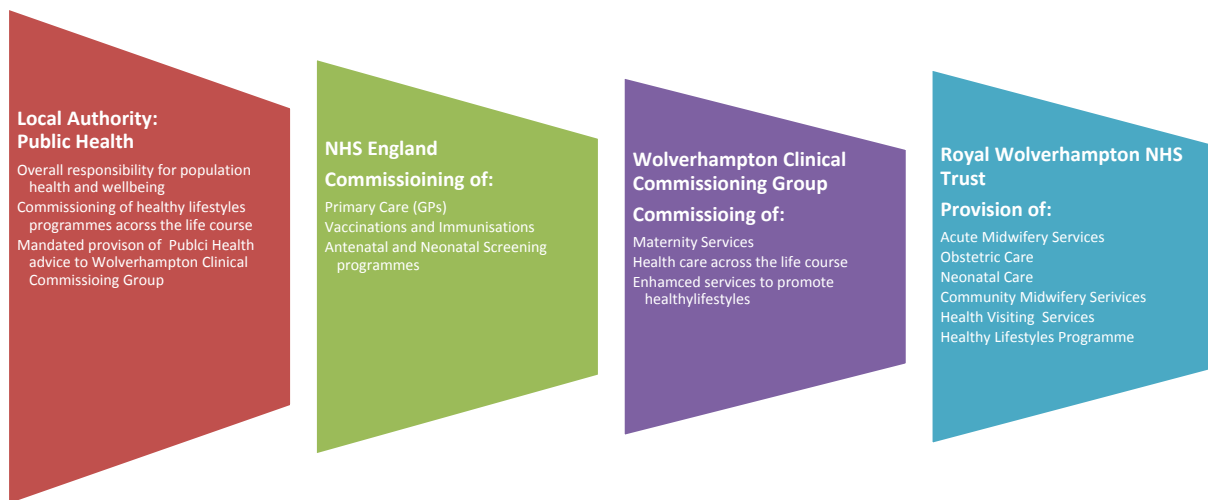 Local Authority:
Public Health
Overall responsibility for population
health and wellbeing
Commissioning of healthy lifestyles
programmes acorss the life course
Mandated provison of Publci Health
advice to Wolverhampton Clinical
Commissioing Group
NHS England
Commissioining of:
Primary Care (GPs)
Vaccinations and Immunisations
Antenatal and Neonatal Screening
programmes
Wolverhampton Clinical
Commissioning Group
Commissioing of:
Maternity Services
Health care across the life course
Enhamced services to promote
healthylifestyles
Royal Wolverhampton NHS
Trust
Provision of:
Acute Midwifery Services
Obstetric Care
Neonatal Care
Community Midwifery Serivices
Health Visiting Services
Healthy Lifestyles Programme